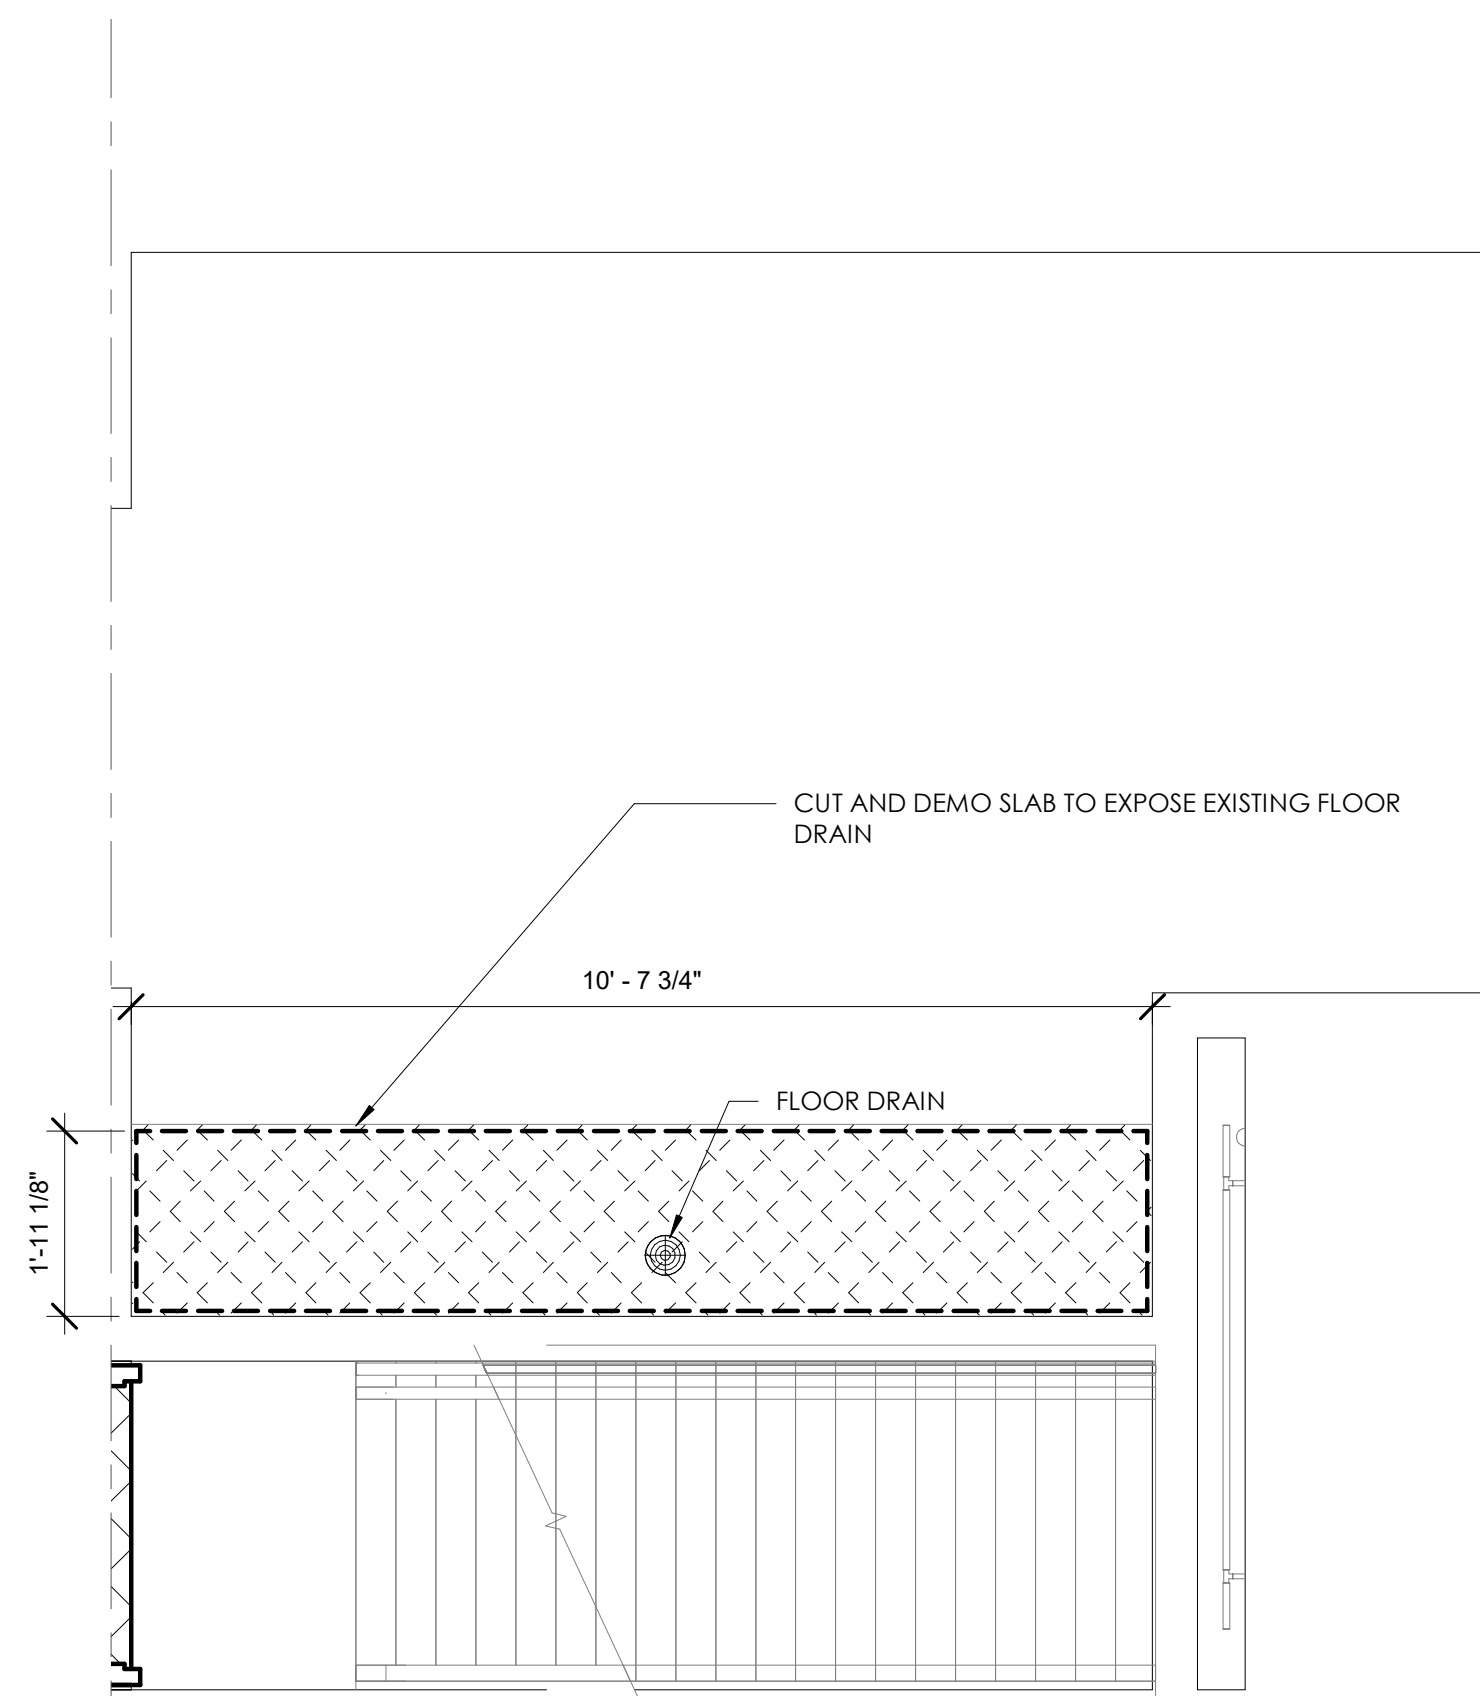 CUT AND DEMO SLAB TO EXPOSE EXISTING FLOOR
DRAIN
10' - 7 3/4"
FLOOR DRAIN
1'-11 1/8"